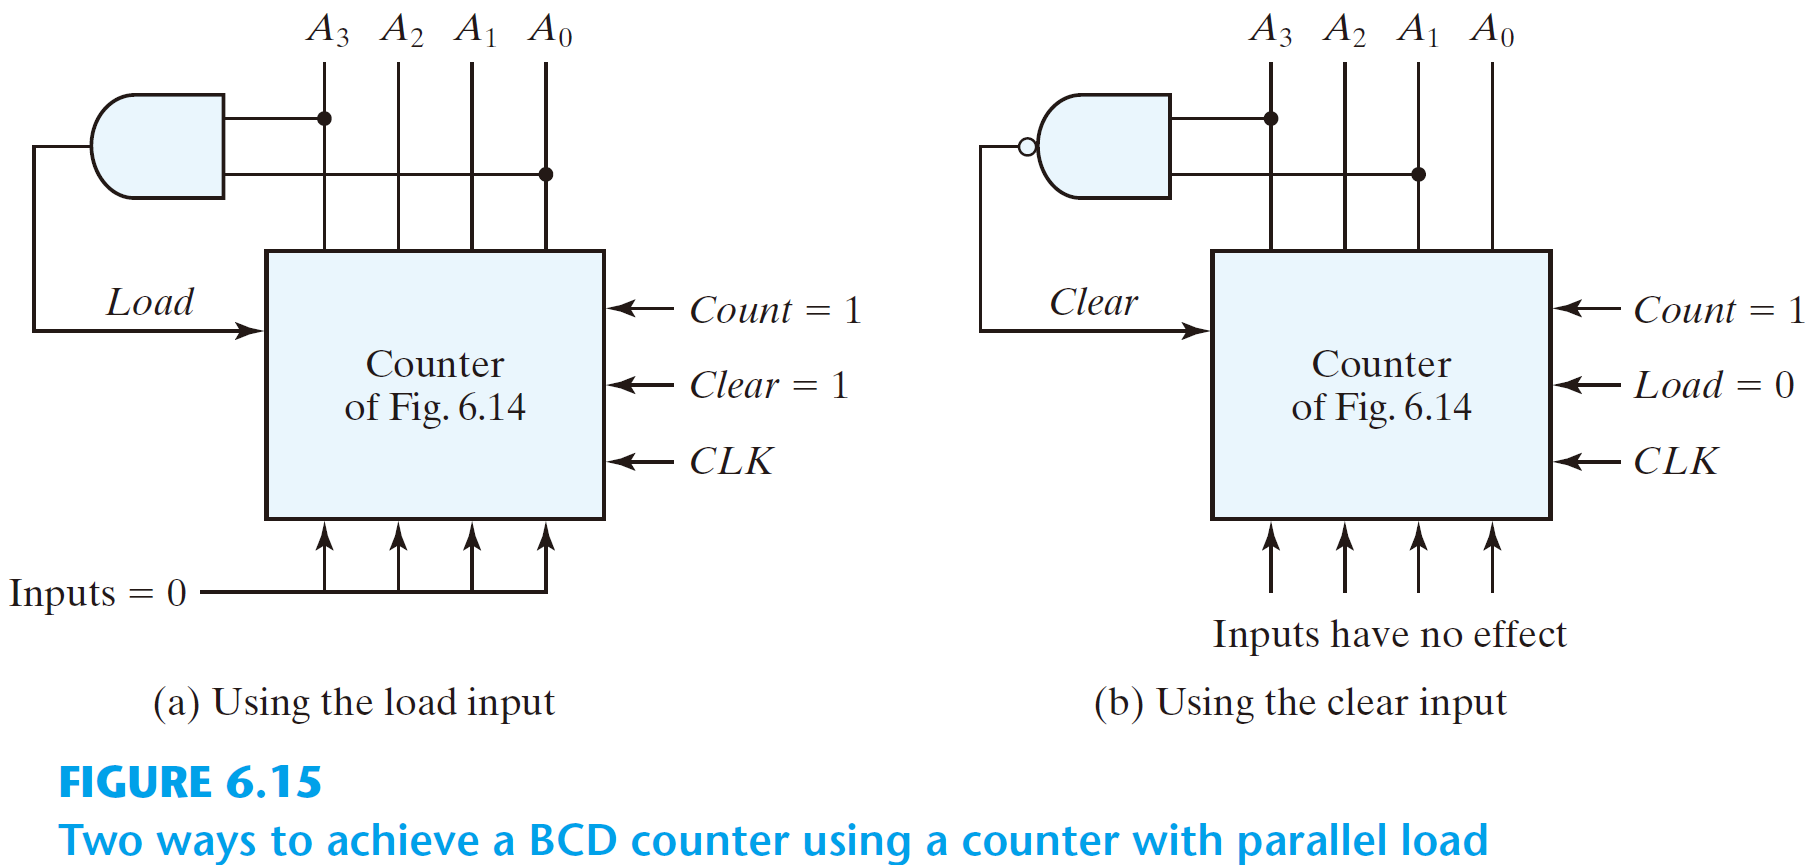 A3 A2 A1 A0
Load
Count = 1
Clear = 1
CLK
Counter
of Fig. 6.14
Inputs = 0
(a) Using the load input
A3 A2 A1 A0
Clear
Count = 1
Load = 0
CLK
Counter
of Fig. 6.14
Inputs have no effect
(b) Using the clear input
FIGURE 6.15
Two ways to achieve a BCD counter using a counter with parallel load